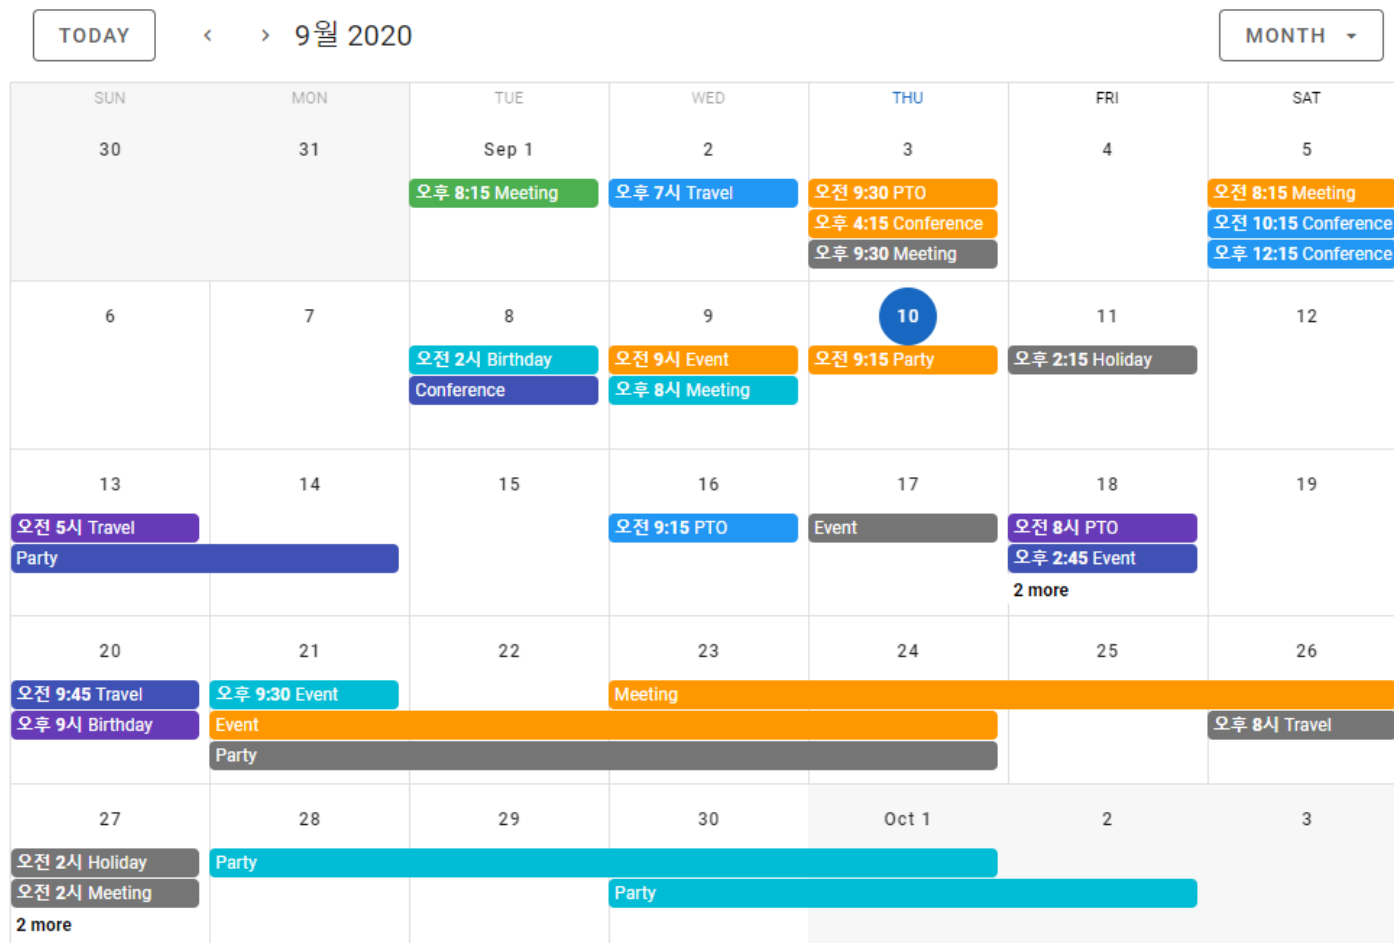 TODAY ‹ › 9월 2020 MONTH
SUN MON TUE WED THU FRI SAT
30 31 Sep 1 2 3 4 5
오후 8:15 Meeting 오후 7시 Travel 오전 9:30 PTO 오전 8:15 Meeting
오후 4:15 Conference 오전 10:15 Conference
오후 9:30 Meeting 오후 12:15 Conference
6 7 8 9 10 11 12
오전 2시 Birthday 오전 9시 Event 오전 9:15 Party 오후 2:15 Holiday
Conference 오후 8시 Meeting
13 14 15 16 17 18 19
오전 5시 Travel 오전 9:15 PTO Event 오전 8시 PTO
Party 오후 2:45 Event
2 more
20 21 22 23 24 25 26
오전 9:45 Travel 오후 9:30 Event Meeting
오후 9시 Birthday Event 오후 8시 Travel
Party
27 28 29 30 Oct 1 2 3
오전 2시 Holiday Party
오전 2시 Meeting Party
2 more